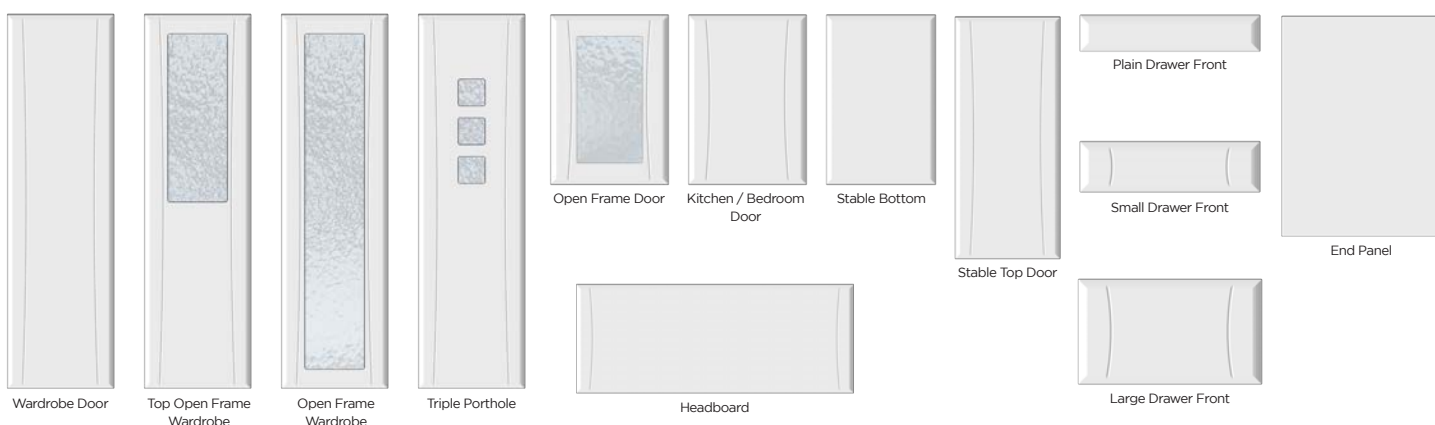 Wardrobe Door
Top Open Frame
Wardrobe
Open Frame
Wardrobe
Triple Porthole
Open Frame Door
Kitchen / Bedroom
Door
Stable Bottom
Headboard
Stable Top Door
Plain Drawer Front
Small Drawer Front
Large Drawer Front
End Panel